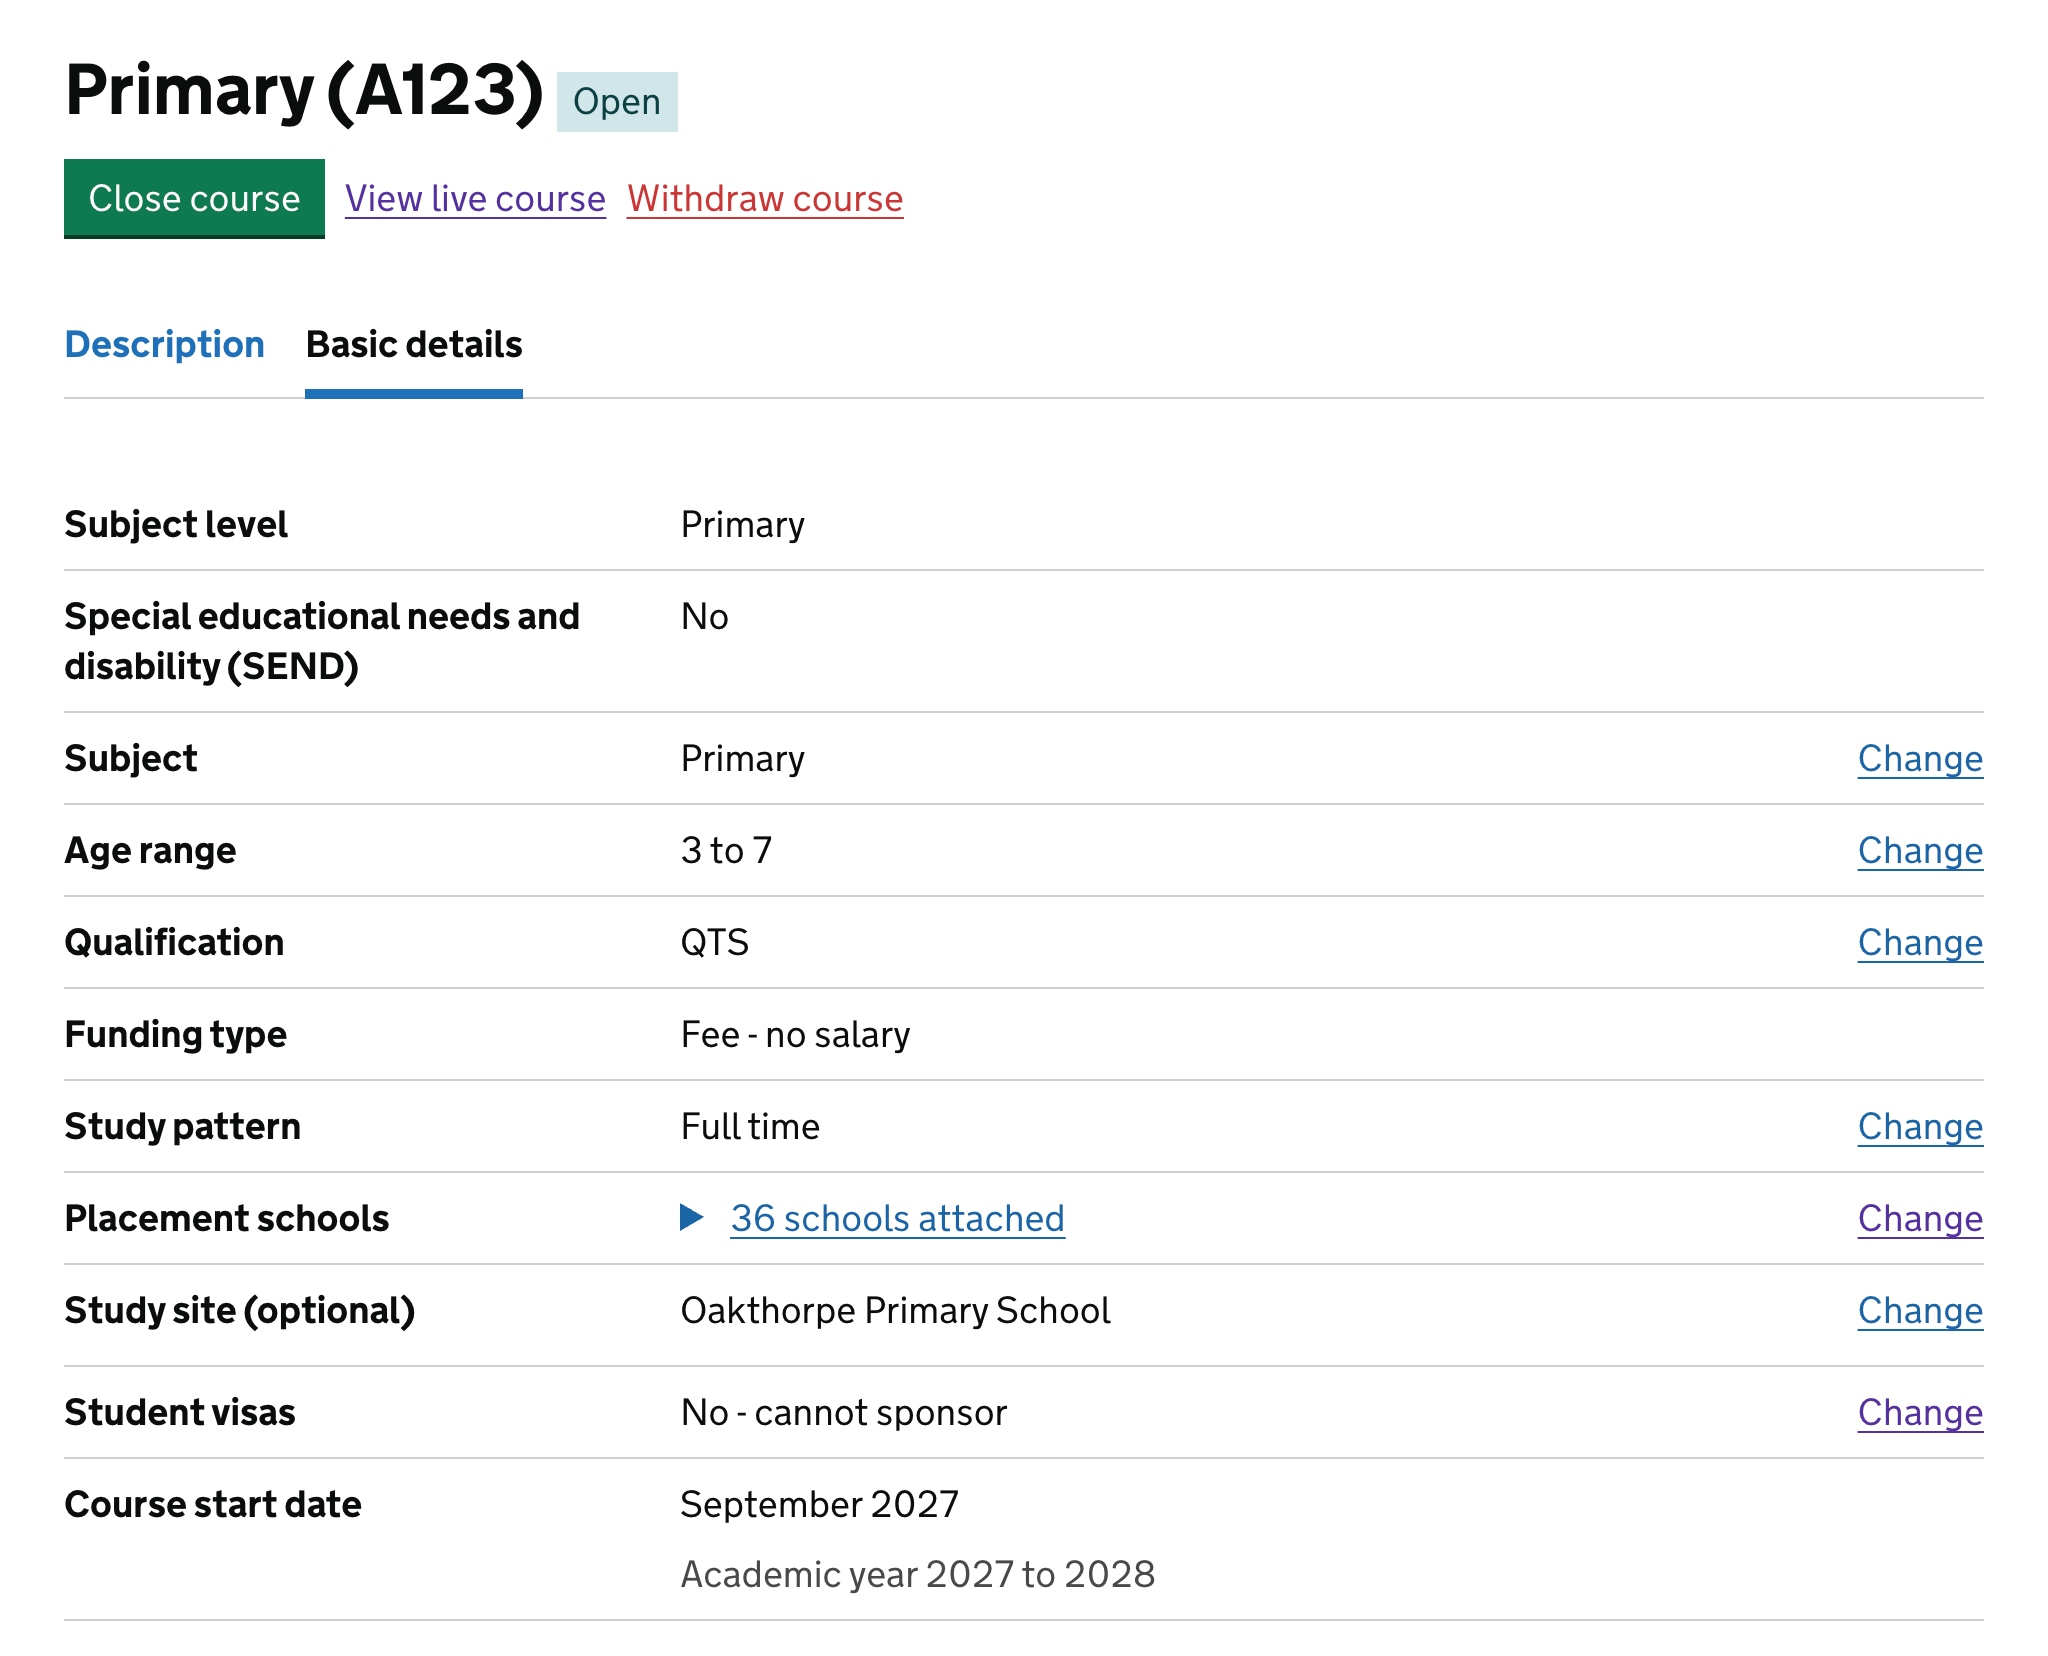 Primary (A123) Open
Close course View live course Withdraw course
Description Basic details
Subject level Primary
Special educational needs and No
disability (SEND)
Subject Primary Change
Age range 3 to 7 Change
Qualification QTS Change
Funding type Fee - no salary
Study pattern Full time Change
Placement schools 36 schools attached Change
Study site (optional) Oakthorpe Primary School Change
Student visas No - cannot sponsor Change
Course start date September 2027
Academic year 2027 to 2028